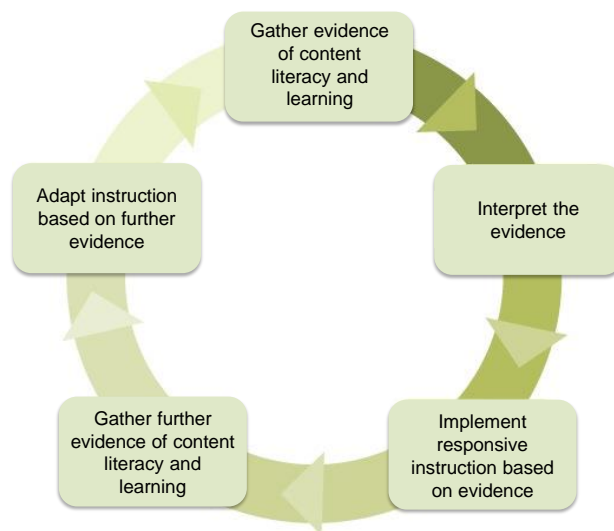 Gather evidence
of content
literacy and
learning
Interpret the
evidence
Implement
responsive
instruction based
on evidence
Gather further
evidence of content
literacy and
learning
Adapt instruction
based on further
evidence